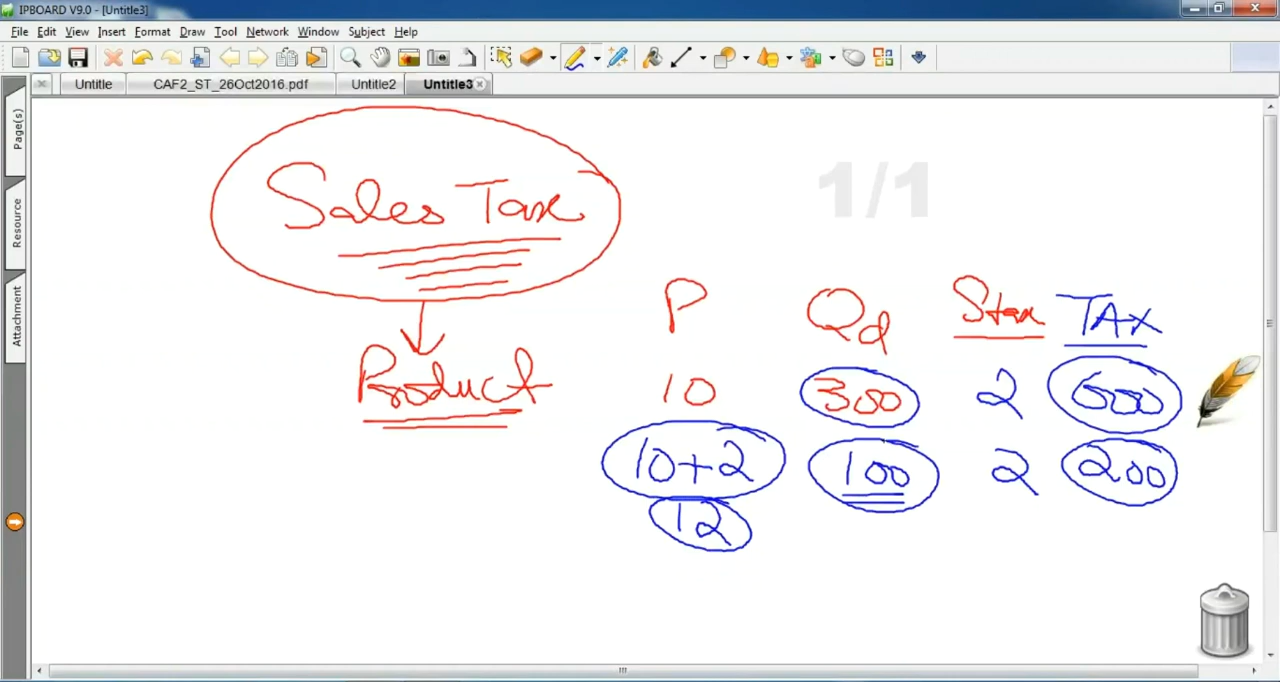 IPBOARD V9.0 - [Untitle3]
File Edit View Insert Format Draw Tool Network Window Subject Help
Untitle CAF2_ST_26Oct2016.pdf Untitle2 Untitle3
Page(s)
Resource
Attachment
1/1
Sales Tax
Product
P Qd Stax TAX
10 300 2 600
10+2 100 2 200
12